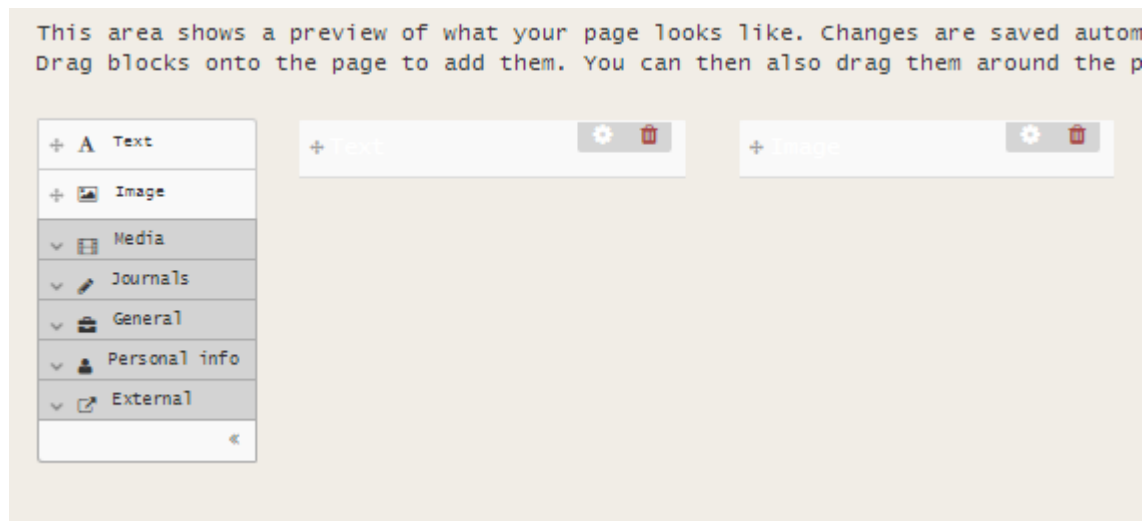 This area shows a preview of what your page looks like. Changes are saved autom
Drag blocks onto the page to add them. You can then also drag them around the p
Text
Image
Media
Journals
General
Personal info
External
«
Text
Image